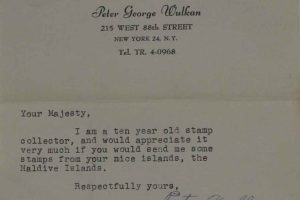 Peter George Wulkan
215 WEST 88th STREET
NEW YORK 24, N.Y.
Tel. TR. 4-0968
Your Majesty,
I am a ten year old stamp
collector, and would appreciate it
very much if you would send me some
stamps from your nice islands, the
Maldive Islands.
Respectfully yours,